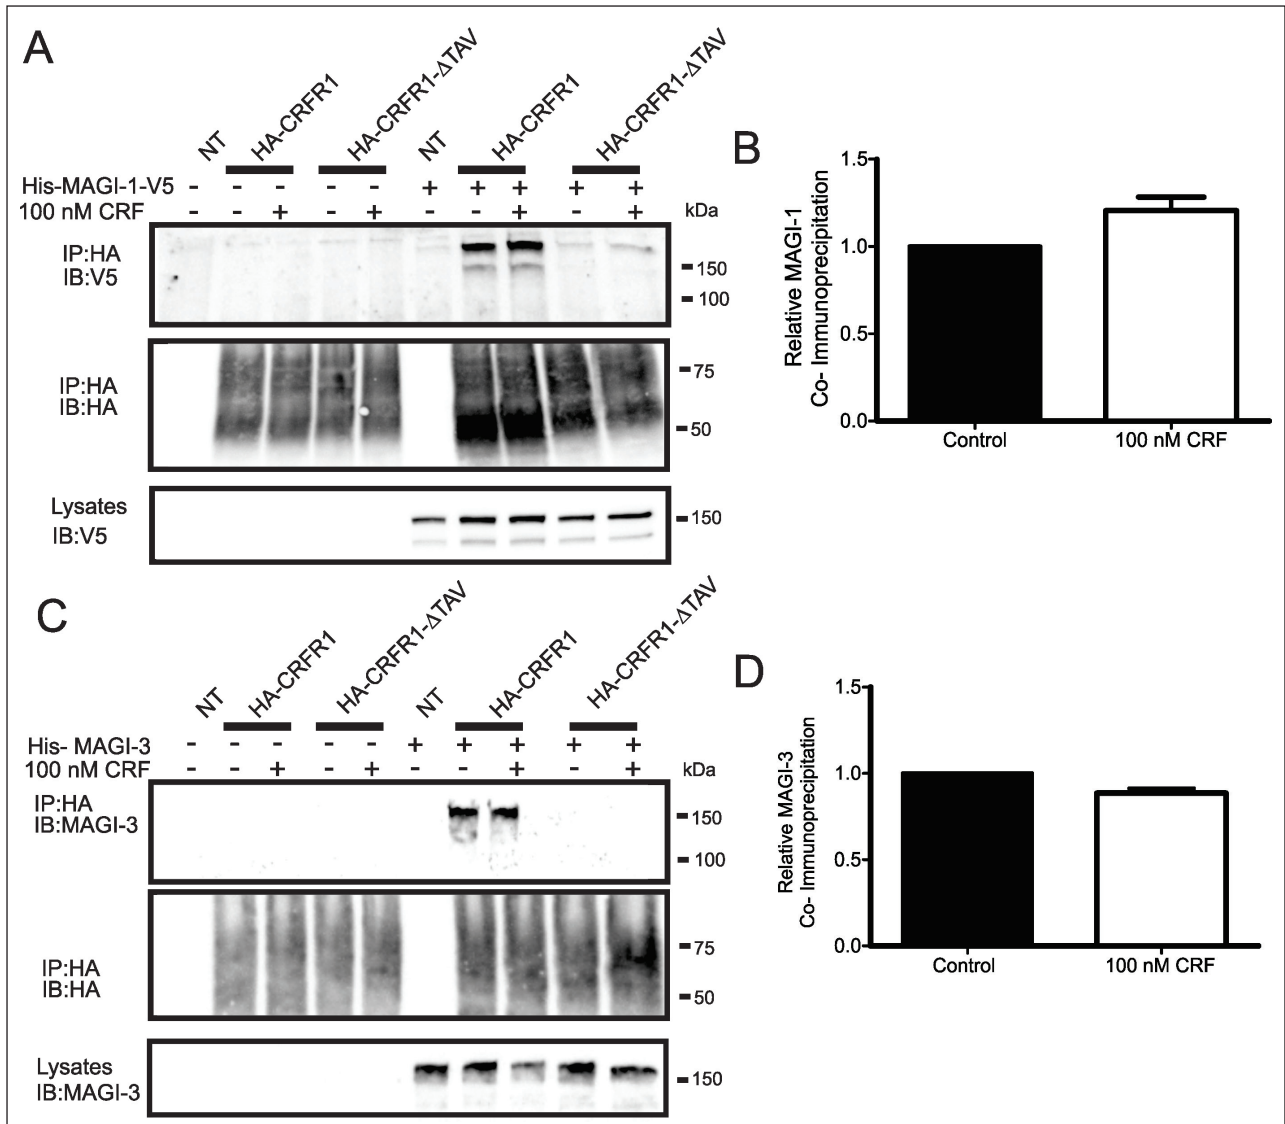 A
NT HA-CRFR1 HA-CRFR1-ΔTAV NT HA-CRFR1 HA-CRFR1-ΔTAV
His-MAGI-1-V5 - - - - - + + + + +
100 nM CRF - - + - + - - + - + kDa
IP:HA
IB:V5
150
100
IP:HA
IB:HA
75
50
Lysates
IB:V5
150
B
Relative MAGI-1
Co- Immunoprecipitation
1.5
1.0
0.5
0.0
Control 100 nM CRF
C
NT HA-CRFR1 HA-CRFR1-ΔTAV NT HA-CRFR1 HA-CRFR1-ΔTAV
His- MAGI-3 - - - - - + + + + +
100 nM CRF - - + - + - - + - + kDa
IP:HA
IB:MAGI-3
150
100
IP:HA
IB:HA
75
50
Lysates
IB:MAGI-3
150
D
Relative MAGI-3
Co- Immunoprecipitation
1.5
1.0
0.5
0.0
Control 100 nM CRF